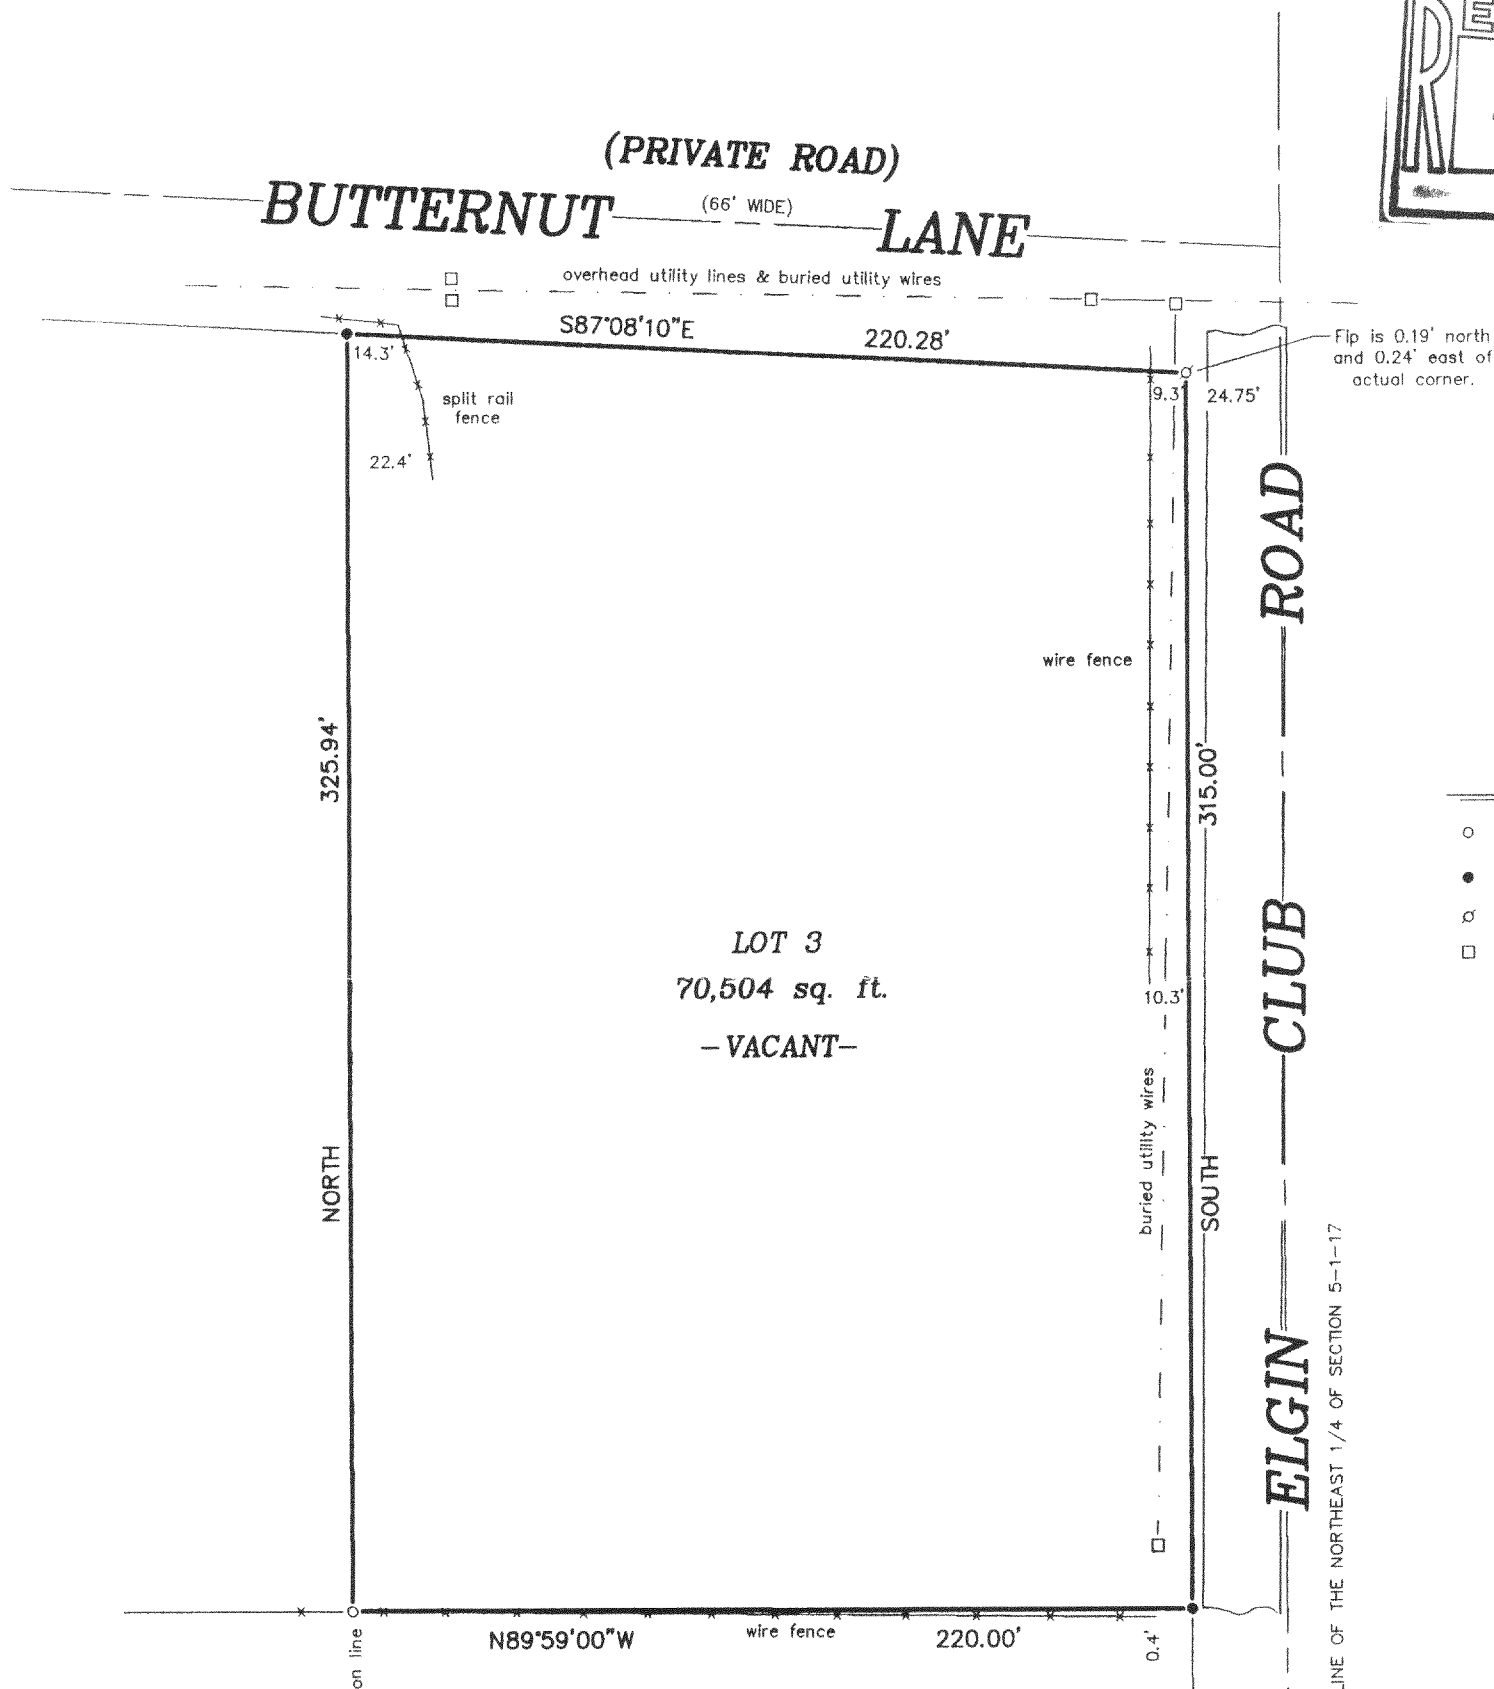 (PRIVATE ROAD)
BUTTERNUT LANE
(66' WIDE)
overhead utility lines & buried utility wires
S87°08'10"E 220.28'
14.3'
split rail
fence
22.4'
9.3'
24.75'
Fip is 0.19' north
and 0.24' east of
actual corner.
wire fence
325.94'
NORTH
315.00'
SOUTH
LOT 3
70,504 sq. ft.
-VACANT-
10.3'
buried utility wires
ELGIN CLUB ROAD
LINE OF THE NORTHEAST 1/4 OF SECTION 5-1-17
N89°59'00"W wire fence 220.00'
0.4'
on line